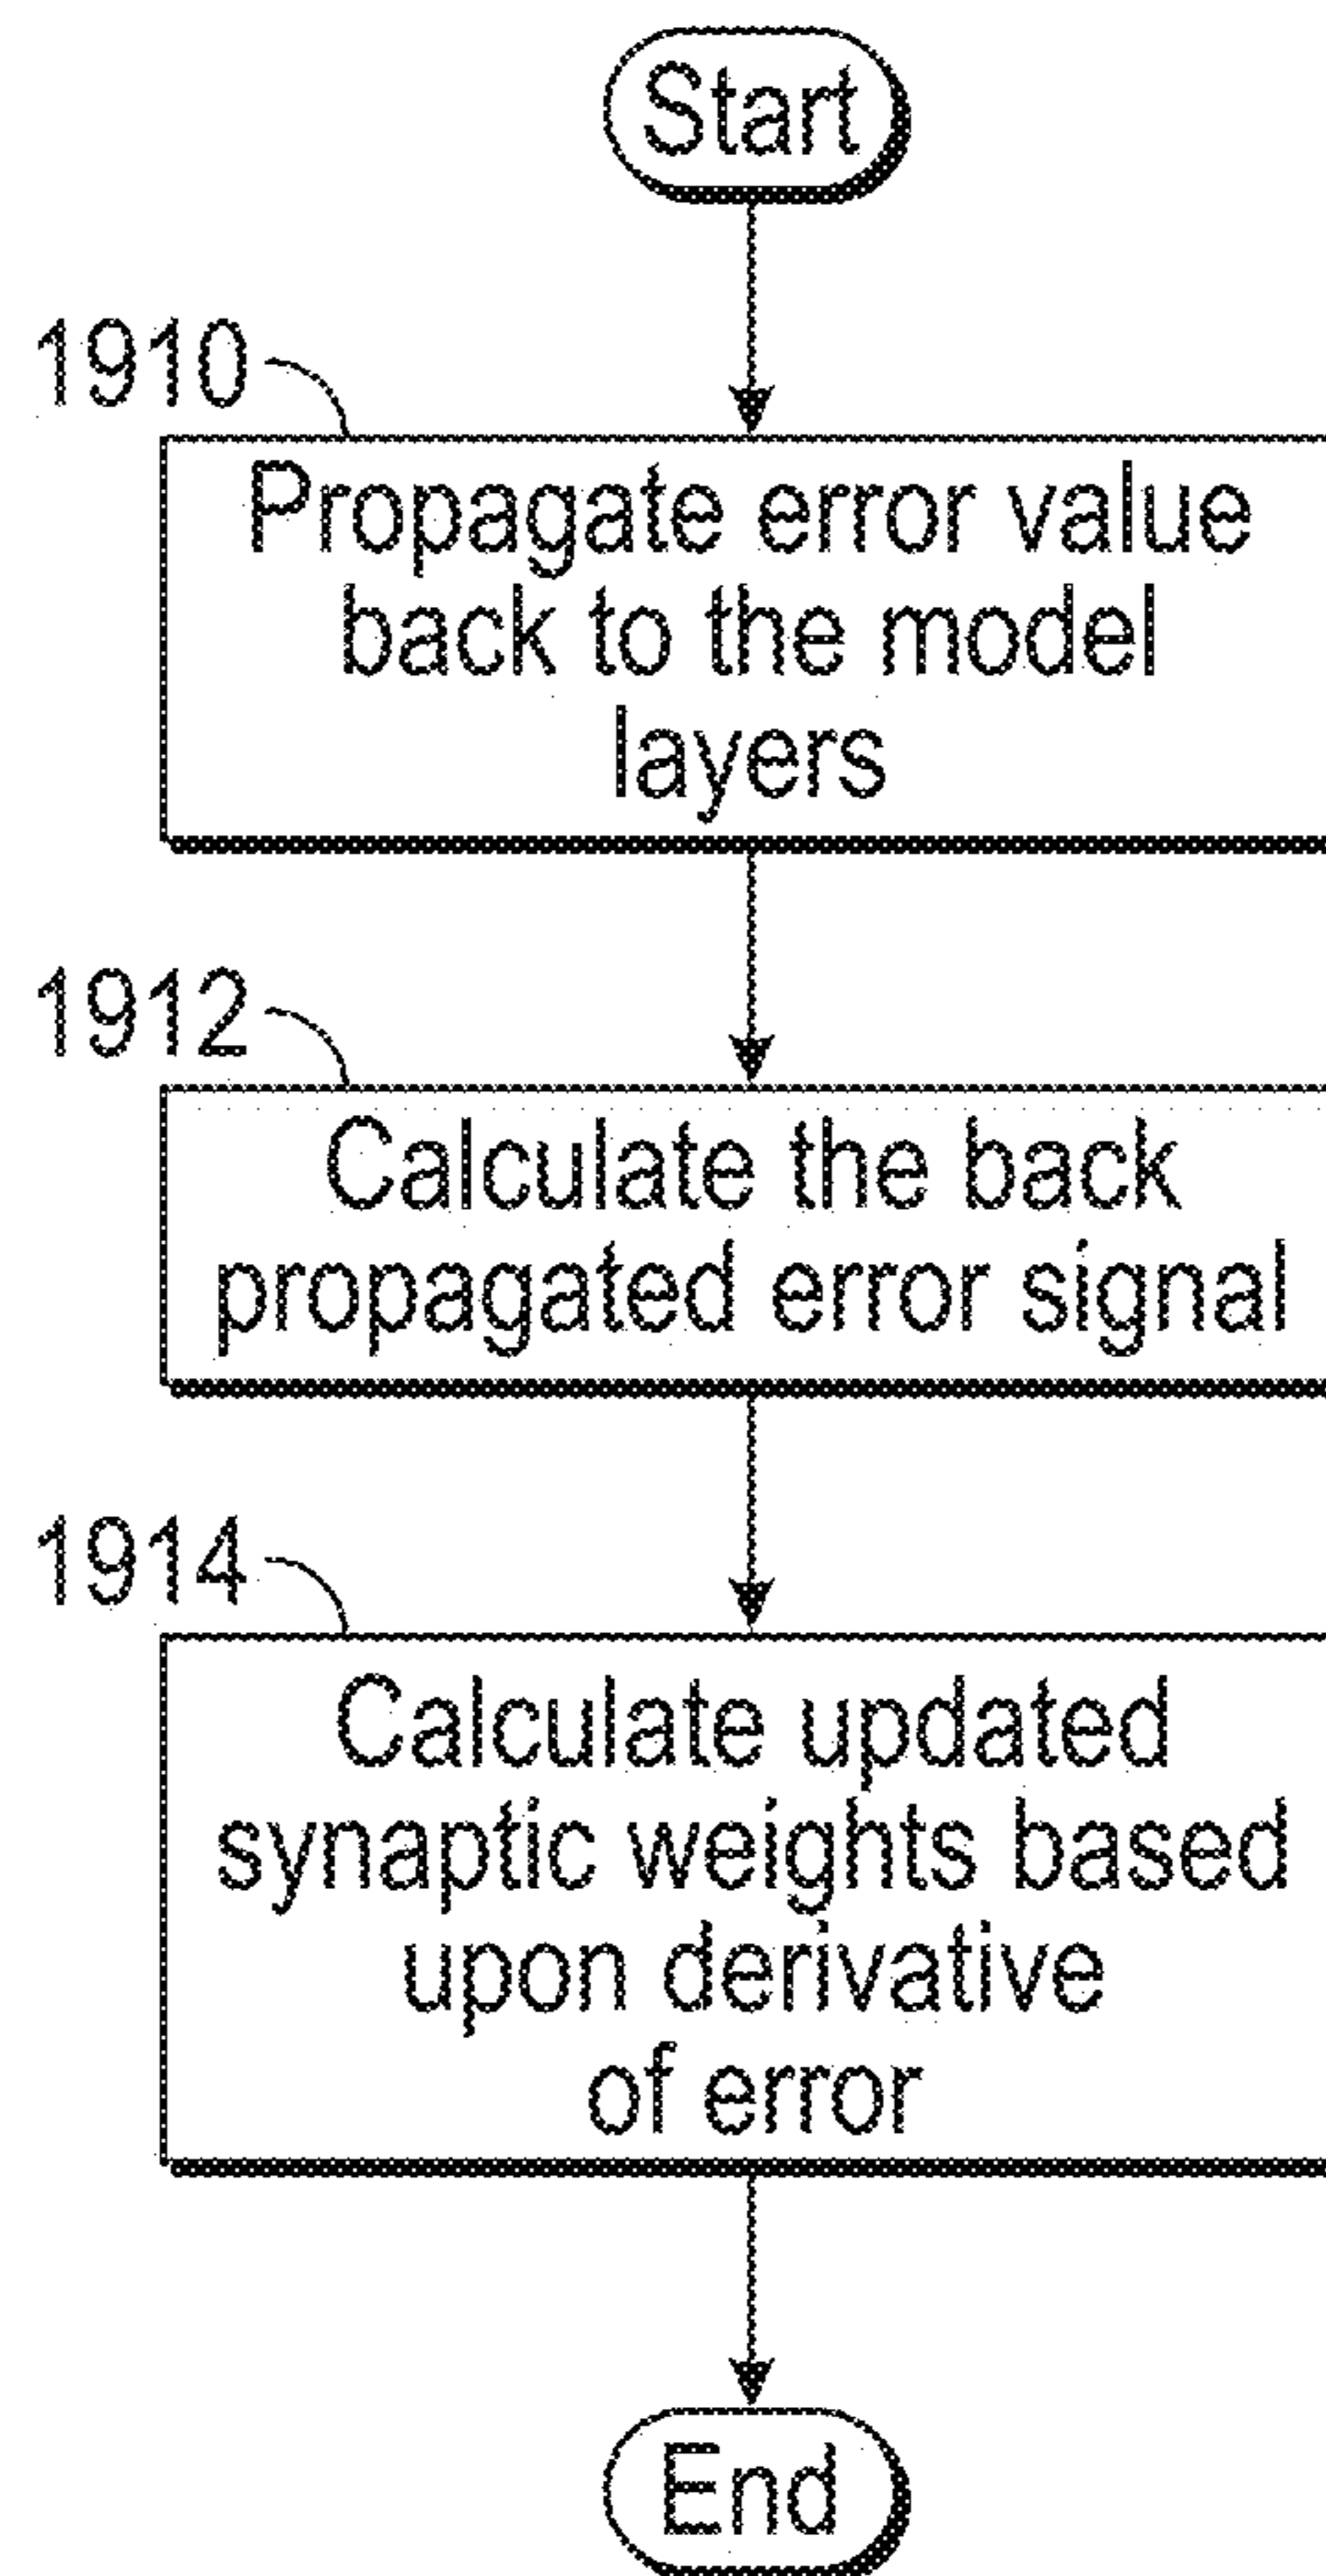 Start
1910
Propagate error value
back to the model
layers
1912
Calculate the back
propagated error signal
1914
Calculate updated
synaptic weights based
upon derivative
of error
End